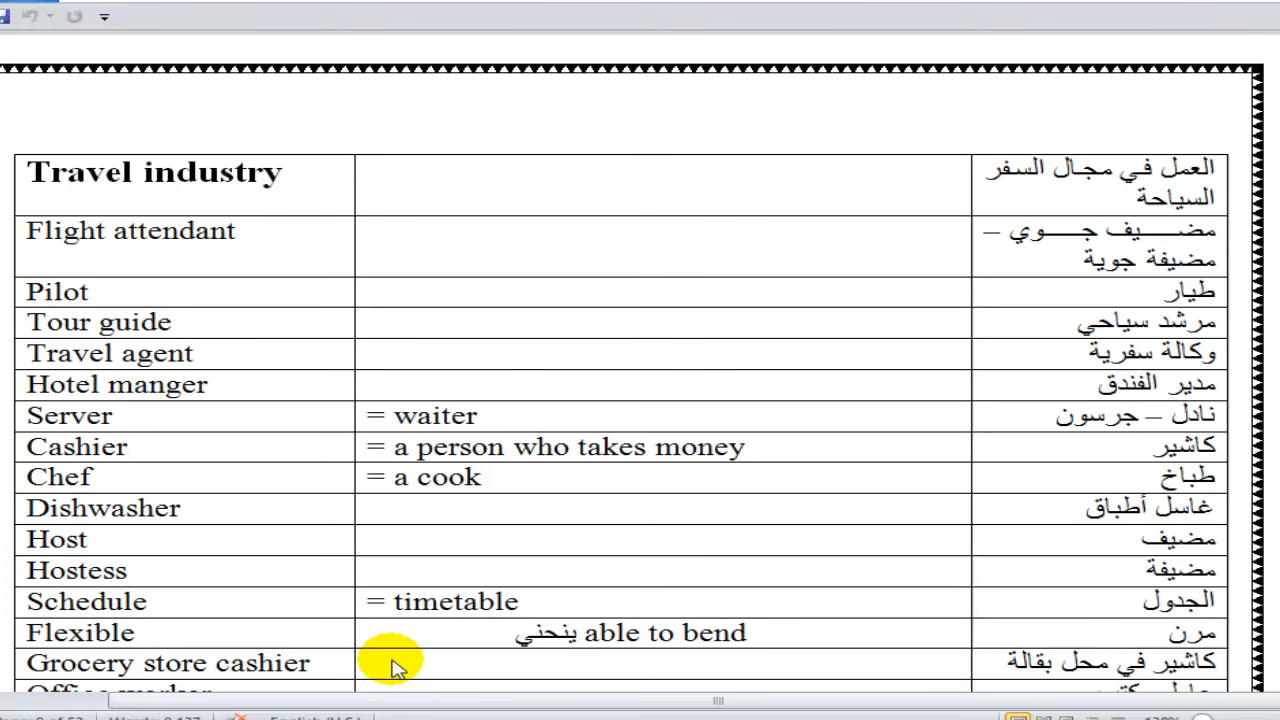 Travel industry العمل في مجال السفر
السياحة
Flight attendant مضيف جوي –
مضيفة جوية
Pilot طيار
Tour guide مرشد سياحي
Travel agent وكالة سفرية
Hotel manger مدير الفندق
Server = waiter نادل – جرسون
Cashier = a person who takes money كاشير
Chef = a cook طباخ
Dishwasher غاسل أطباق
Host مضيف
Hostess مضيفة
Schedule = timetable الجدول
Flexible ينحني able to bend مرن
Grocery store cashier كاشير في محل بقالة